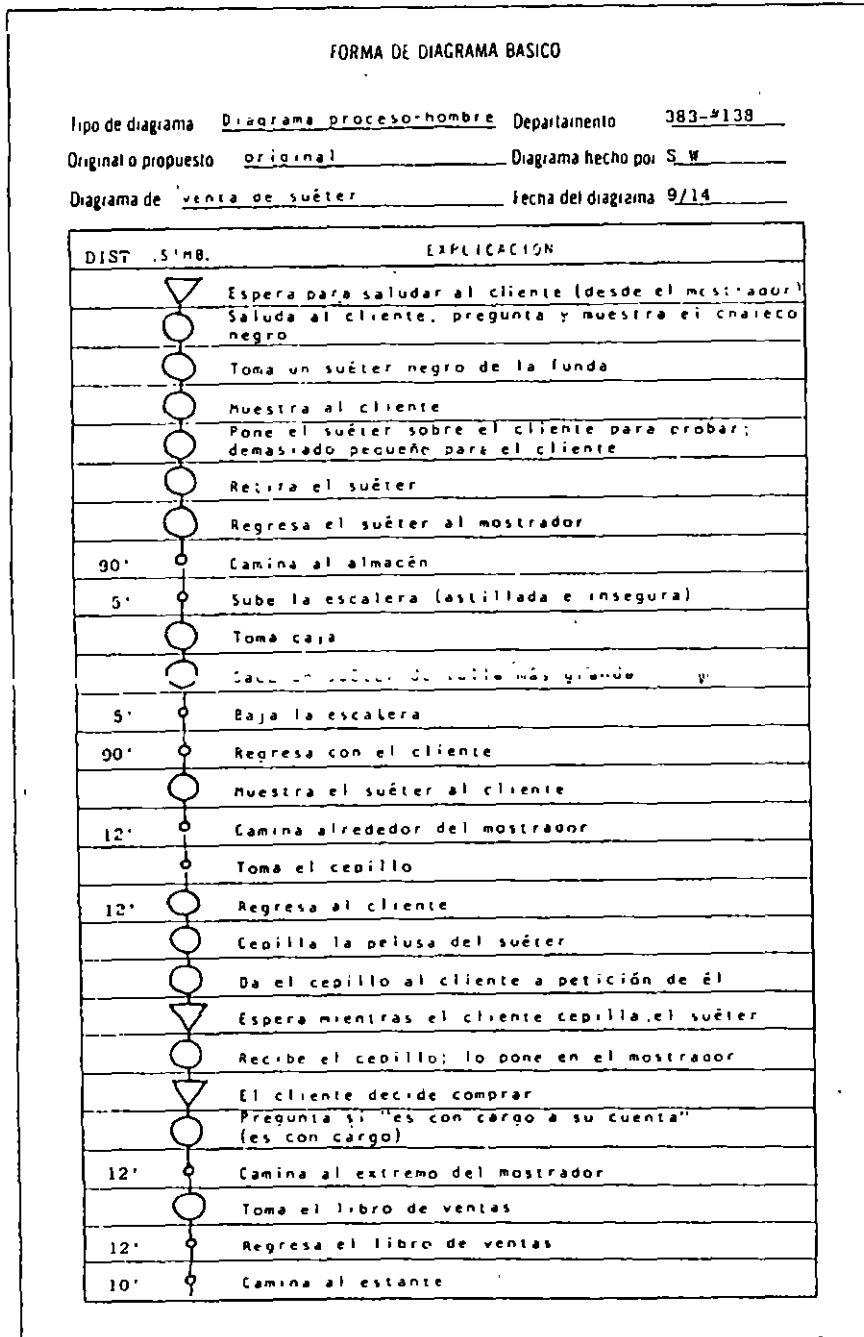 FORMA DE DIAGRAMA BASICO
Tipo de diagrama Diagrama proceso-hombre Departamento 383-#138
Original o propuesto original Diagrama hecho por S W
Diagrama de venta de suéter Fecha del diagrama 9/14
DIST .SIMB. EXPLICACION
Espera para saludar al cliente (desde el mostrador)
Saluda al cliente, pregunta y muestra el chaleco
negro
Toma un suéter negro de la funda
Muestra al cliente
Pone el suéter sobre el cliente para probar;
demasiado pequeño para el cliente
Retira el suéter
Regresa el suéter al mostrador
90' Camina al almacén
5' Sube la escalera (astillada e insegura)
Toma caja
Saca un suéter de talla más grande
5' Baja la escalera
90' Regresa con el cliente
Muestra el suéter al cliente
12' Camina alrededor del mostrador
Toma el cepillo
12' Regresa al cliente
Cepilla la pelusa del suéter
Da el cepillo al cliente a petición de él
Espera mientras el cliente cepilla el suéter
Recibe el cepillo; lo pone en el mostrador
El cliente decide comprar
Pregunta si "es con cargo a su cuenta"
(es con cargo)
12' Camina al extremo del mostrador
Toma el libro de ventas
12' Regresa el libro de ventas
10' Camina al estante